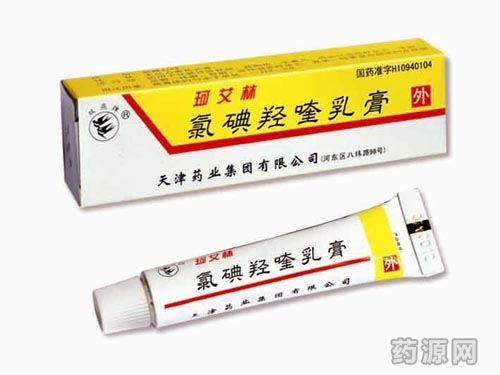 国药准字H10940104
珂艾林
氯碘羟喹乳膏
外
天津药业集团有限公司(河东区八纬路98号)
珂艾林
氯碘羟喹乳膏
外
天津药业集团有限公司
药源网